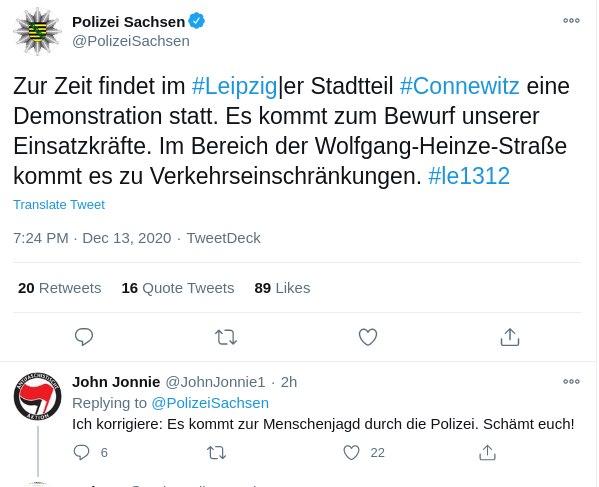 Polizei Sachsen
@PolizeiSachsen
Zur Zeit findet im #Leipzig|er Stadtteil #Connewitz eine
Demonstration statt. Es kommt zum Bewurf unserer
Einsatzkräfte. Im Bereich der Wolfgang-Heinze-Straße
kommt es zu Verkehrseinschränkungen. #le1312
Translate Tweet
7:24 PM · Dec 13, 2020 · TweetDeck
20 Retweets 16 Quote Tweets 89 Likes
John Jonnie @JohnJonnie1 · 2h
Replying to @PolizeiSachsen
Ich korrigiere: Es kommt zur Menschenjagd durch die Polizei. Schämt euch!
6 22
ANTIFASCHISTISCHE
AKTION